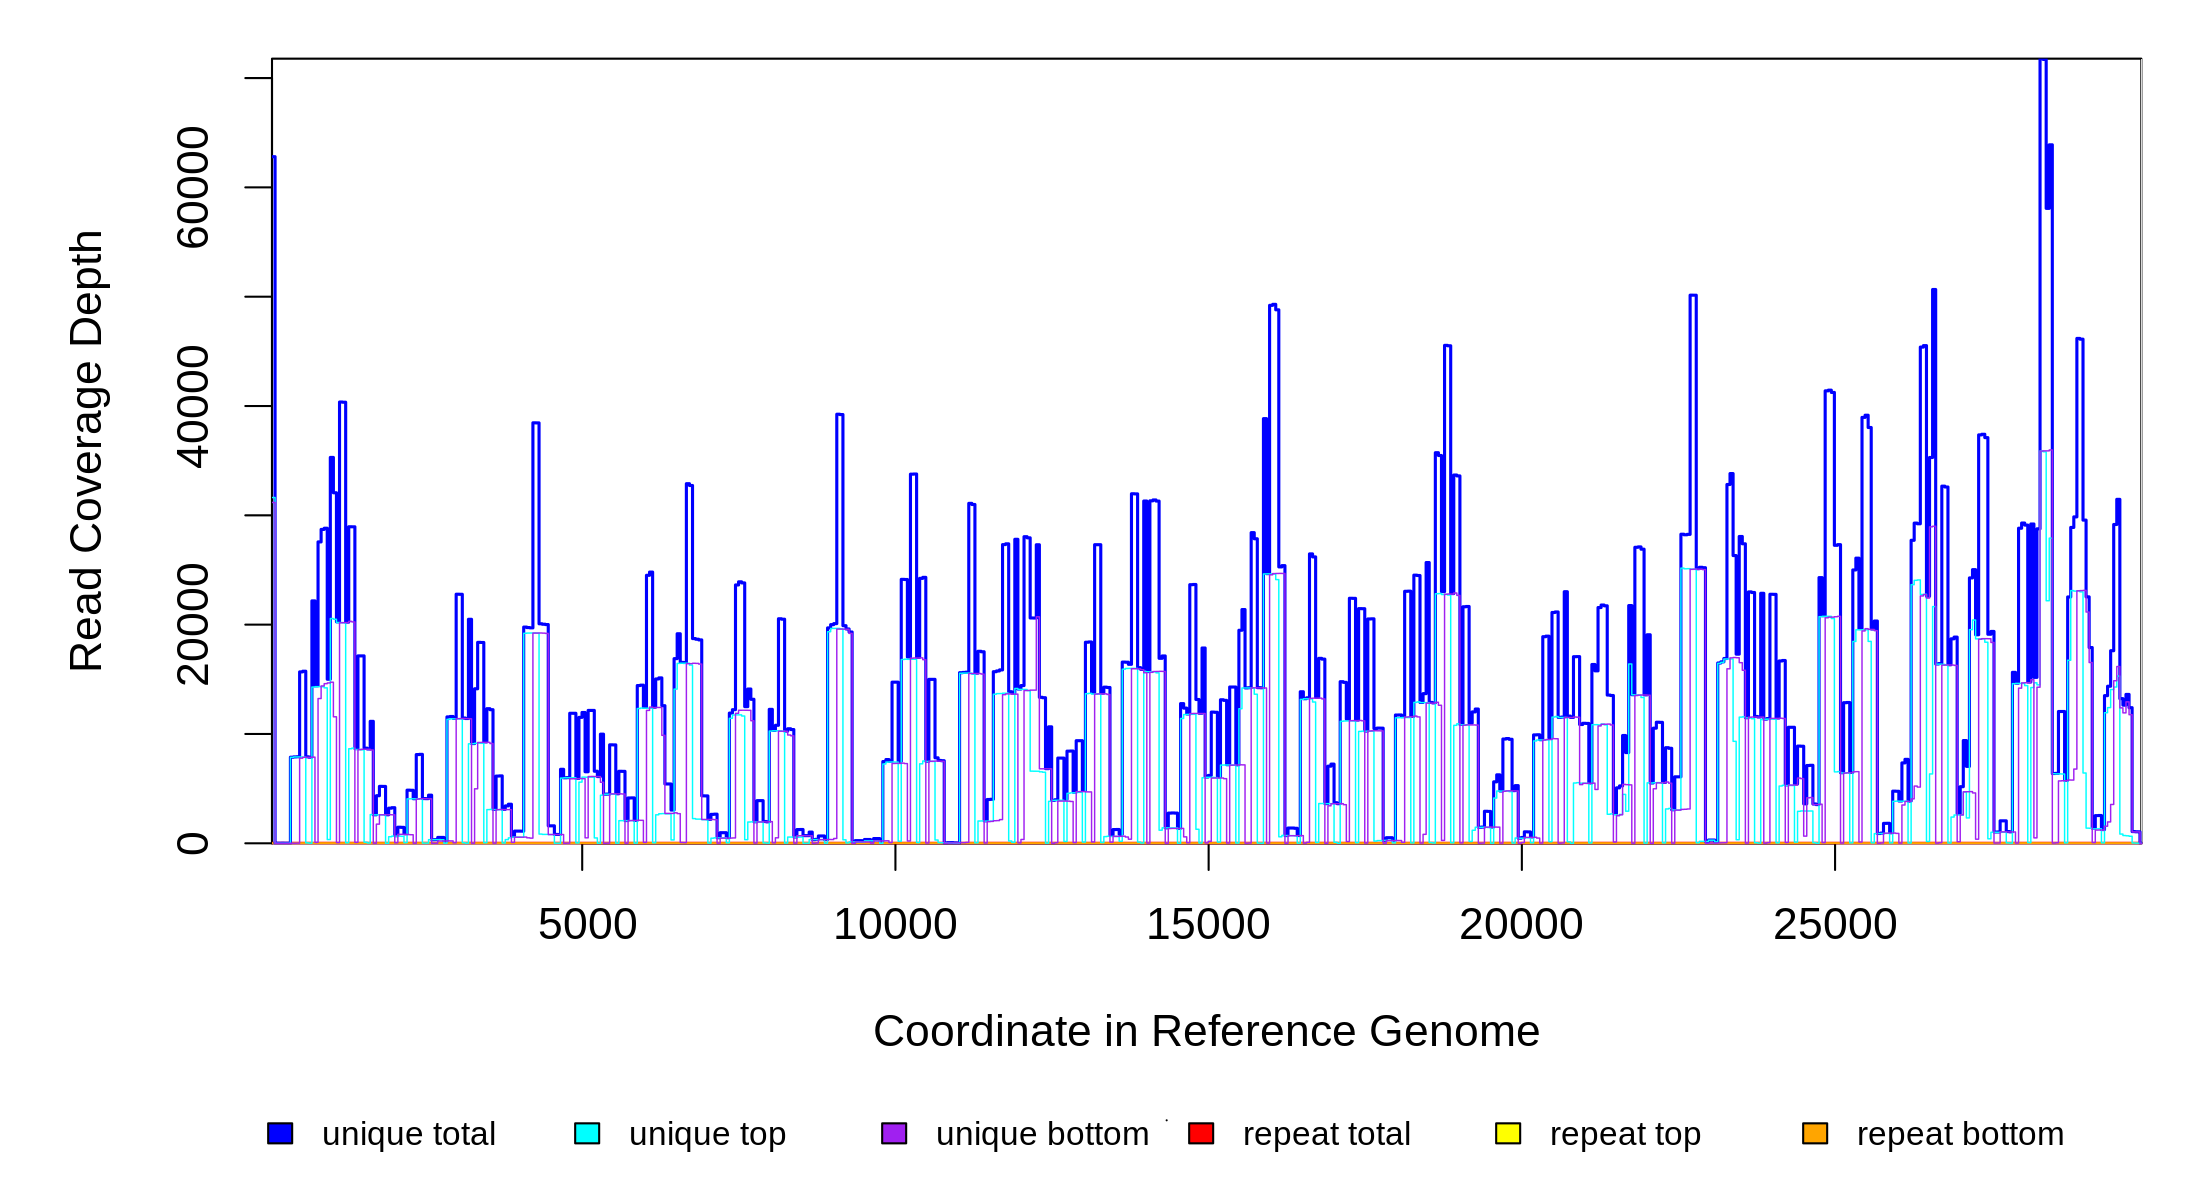 Read Coverage Depth
60000
40000
20000
0
5000 10000 15000 20000 25000
Coordinate in Reference Genome
unique total unique top unique bottom repeat total repeat top repeat bottom